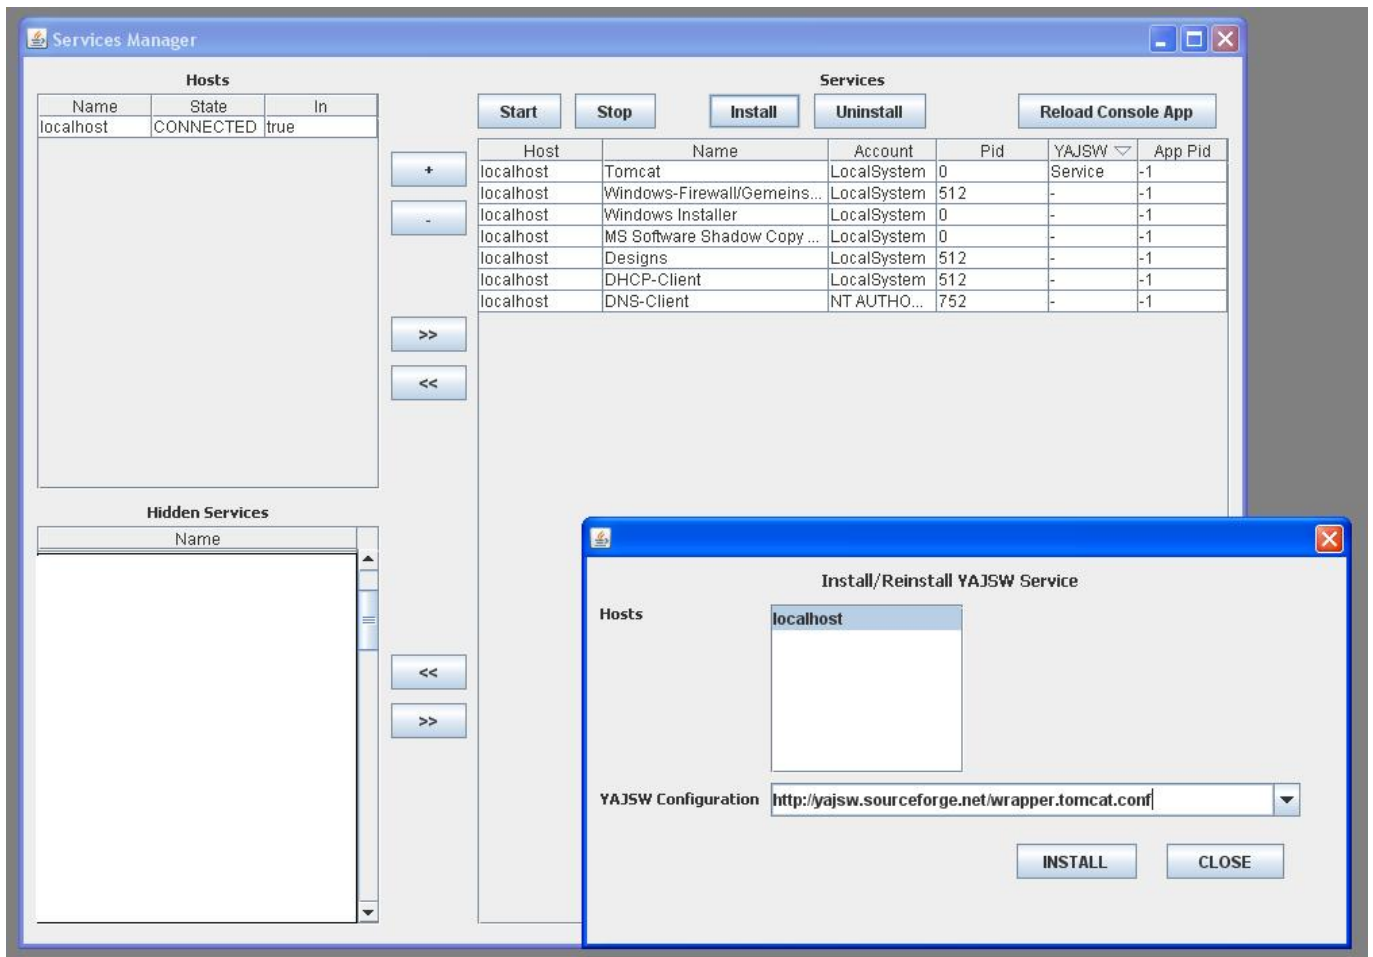 Services Manager
Hosts
Name State In
localhost CONNECTED true
+
-
>>
<<
Hidden Services
Name
<<
>>
Services
Start Stop Install Uninstall Reload Console App
Host Name Account Pid YAJSW App Pid
localhost Tomcat LocalSystem 0 Service -1
localhost Windows-Firewall/Gemeins... LocalSystem 512 - -1
localhost Windows Installer LocalSystem 0 - -1
localhost MS Software Shadow Copy ... LocalSystem 0 - -1
localhost Designs LocalSystem 512 - -1
localhost DHCP-Client LocalSystem 512 - -1
localhost DNS-Client NT AUTHO... 752 - -1
Install/Reinstall YAJSW Service
Hosts localhost
YAJSW Configuration http://yajsw.sourceforge.net/wrapper.tomcat.conf
INSTALL CLOSE